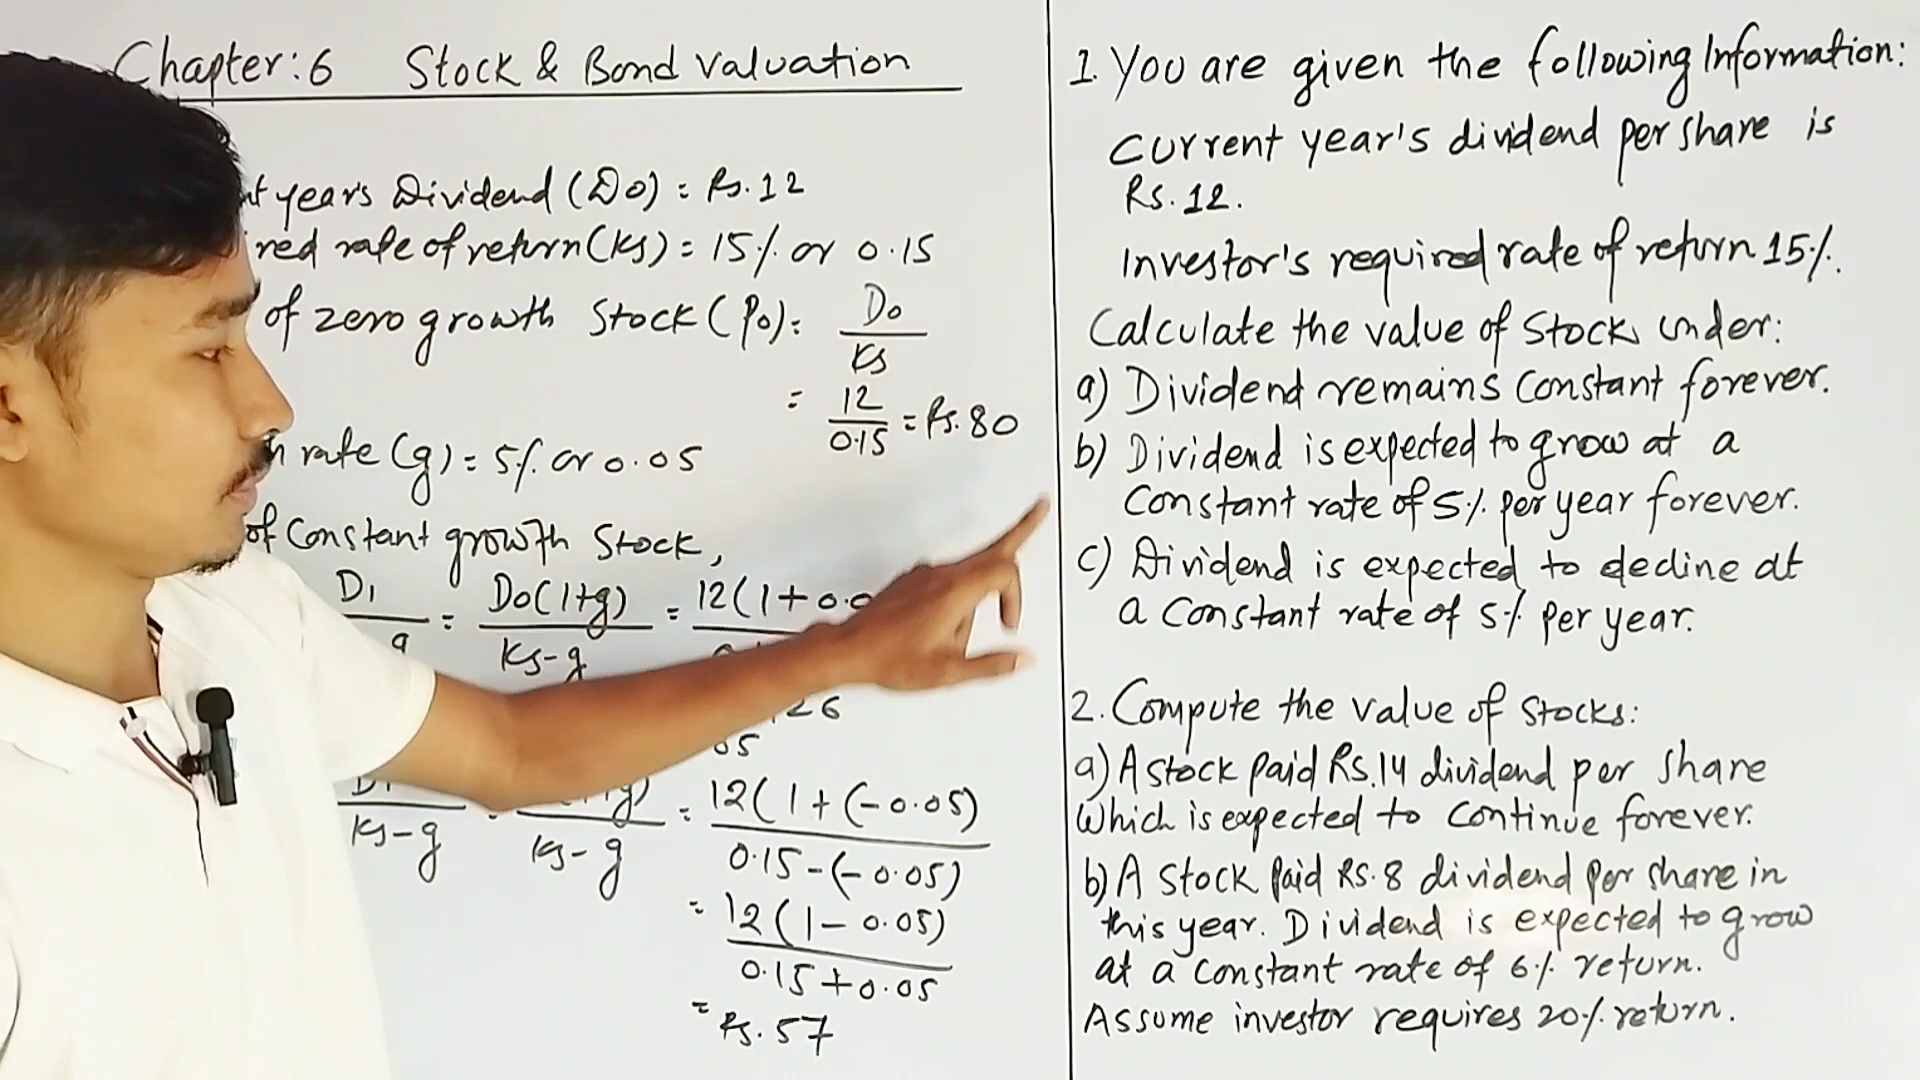 Chapter:6 Stock & Bond Valuation
year's Dividend (D0) = Rs.12
rate of return (Ks) = 15% or 0.15
of zero growth Stock (P0) = D0 / Ks
= 12 / 0.15 = Rs.80
rate (g) = 5% or 0.05
of Constant growth Stock,
D1 / g = D0(1+g) / Ks-g = 12(1+0.0
26
05
D1 / Ks-g = g) / Ks-g = 12(1+(-0.05) / 0.15-(-0.05)
= 12(1-0.05) / 0.15+0.05
= Rs.57
1. You are given the following Information:
Current year's dividend per share is
Rs.12.
Investor's required rate of return 15%.
Calculate the value of Stock under:
a) Dividend remains Constant forever.
b) Dividend is expected to grow at a
Constant rate of 5% per year forever.
c) Dividend is expected to decline at
a Constant rate of 5% per year.
2. Compute the value of stocks:
a) A stock paid Rs.14 dividend per share
which is expected to continue forever.
b) A stock paid Rs.8 dividend per share in
this year. Dividend is expected to grow
at a constant rate of 6% return.
Assume investor requires 20% return.